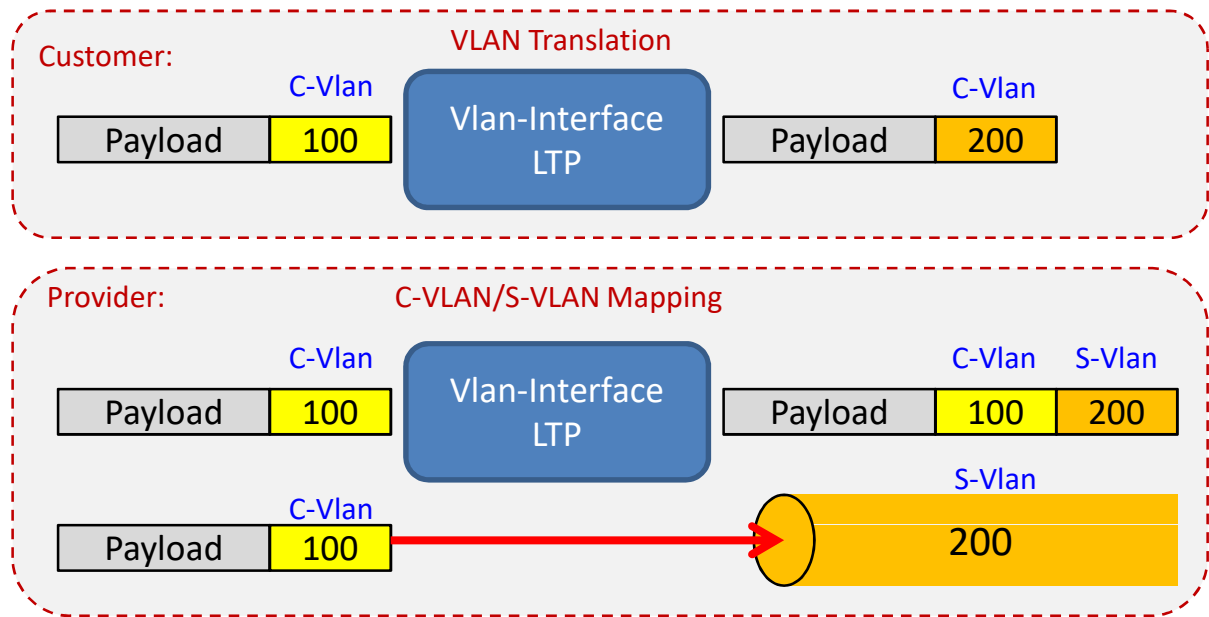 Customer:
VLAN Translation
C-Vlan
C-Vlan
Payload 100
Vlan-Interface
LTP
Payload 200
Provider:
C-VLAN/S-VLAN Mapping
C-Vlan
C-Vlan S-Vlan
Payload 100
Vlan-Interface
LTP
Payload 100 200
C-Vlan
S-Vlan
Payload 100
200